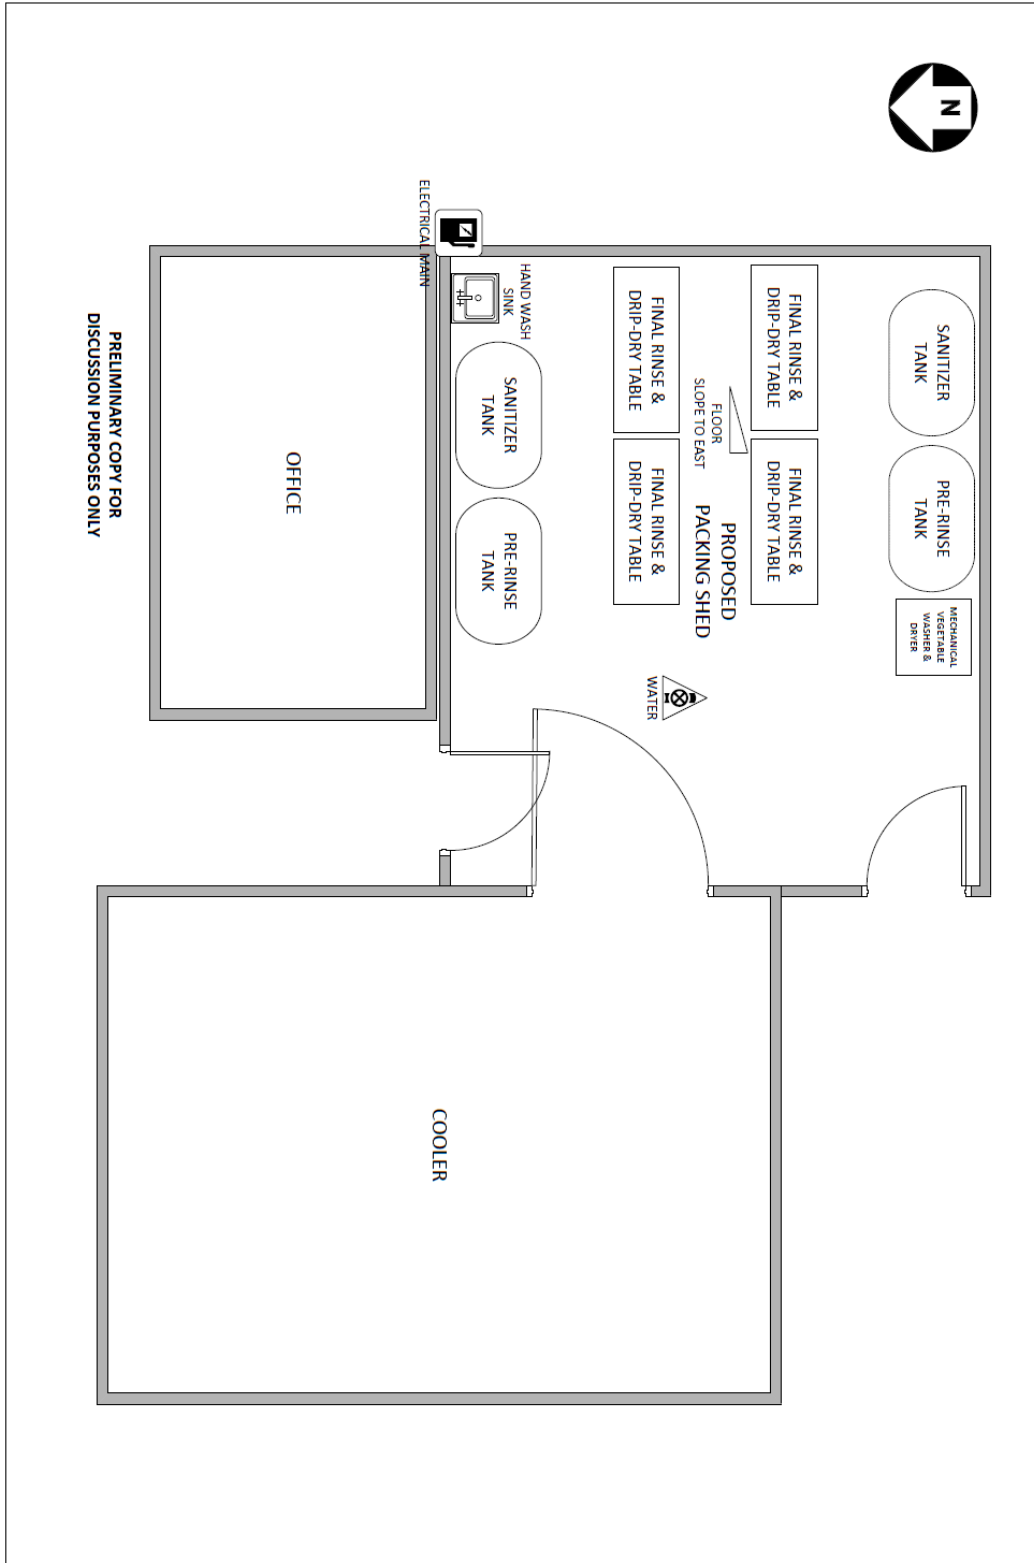 N
SANITIZER
TANK
PRE-RINSE
TANK
MECHANICAL
VEGETABLE
WASHER &
DRYER
FINAL RINSE &
DRIP-DRY TABLE
FINAL RINSE &
DRIP-DRY TABLE
FLOOR
SLOPE TO EAST
PROPOSED
PACKING SHED
FINAL RINSE &
DRIP-DRY TABLE
FINAL RINSE &
DRIP-DRY TABLE
WATER
HAND WASH
SINK
SANITIZER
TANK
PRE-RINSE
TANK
ELECTRICAL MAIN
COOLER
OFFICE
PRELIMINARY COPY FOR
DISCUSSION PURPOSES ONLY